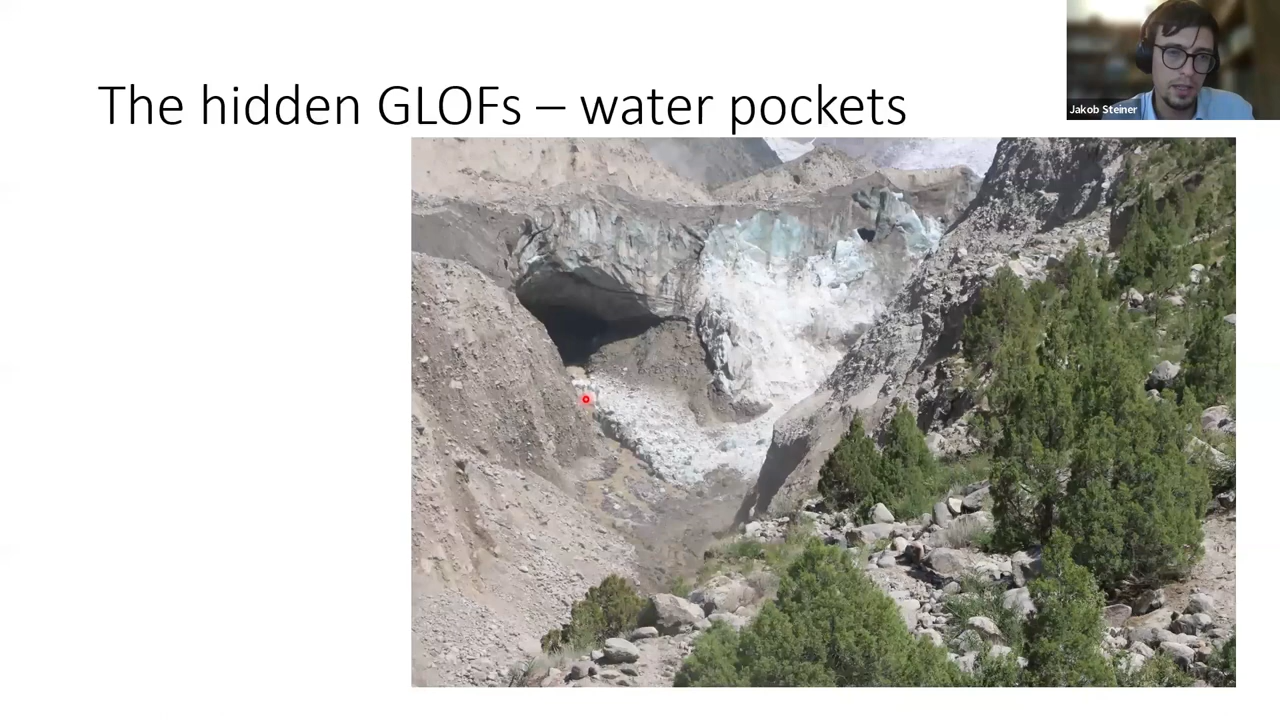 The hidden GLOFs – water pockets
Jakob Steiner